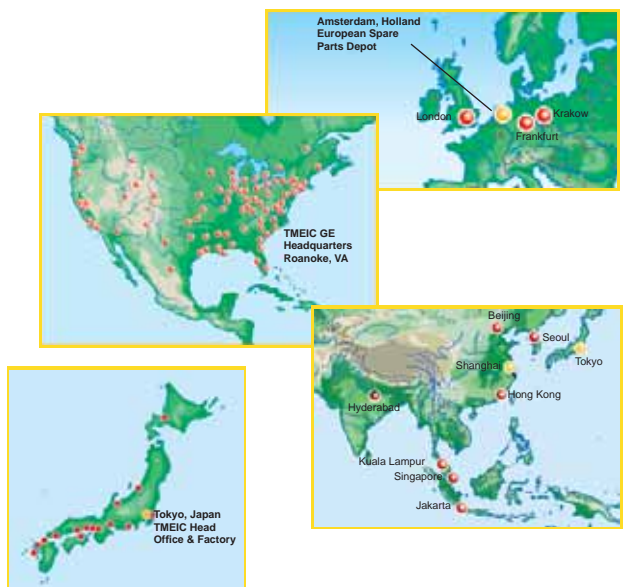 Amsterdam, Holland
European Spare
Parts Depot
London
Krakow
Frankfurt
TMEIC GE
Headquarters
Roanoke, VA
Beijing
Seoul
Shanghai
Tokyo
Hyderabad
Hong Kong
Kuala Lampur
Singapore
Jakarta
Tokyo, Japan
TMEIC Head
Office & Factory